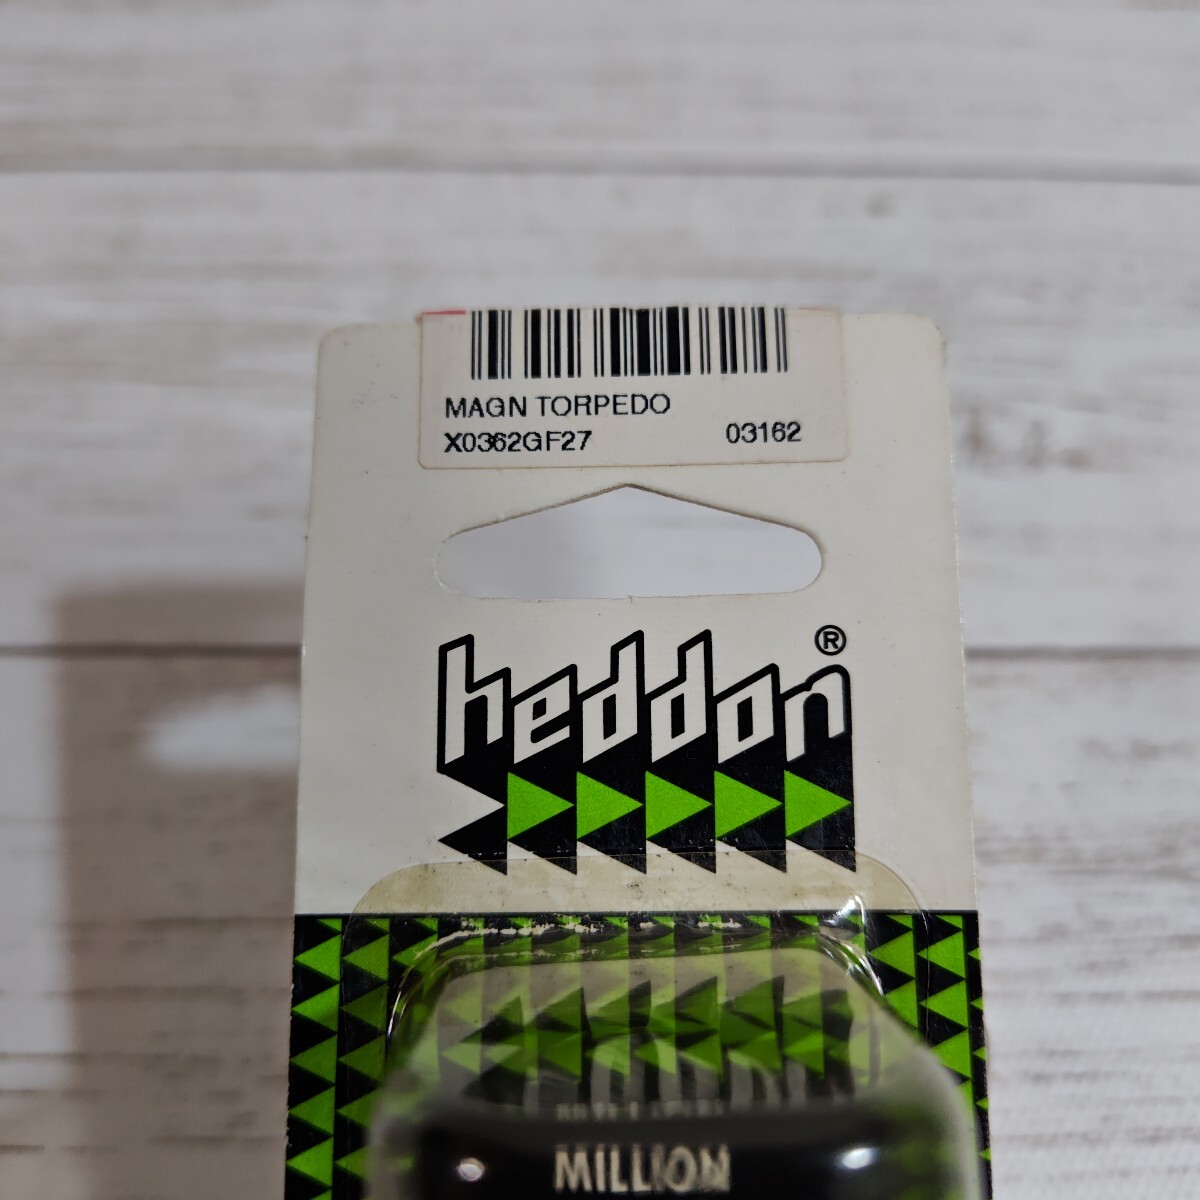 MAGN TORPEDO
X0362GF27 03162
heddon®
MILLION